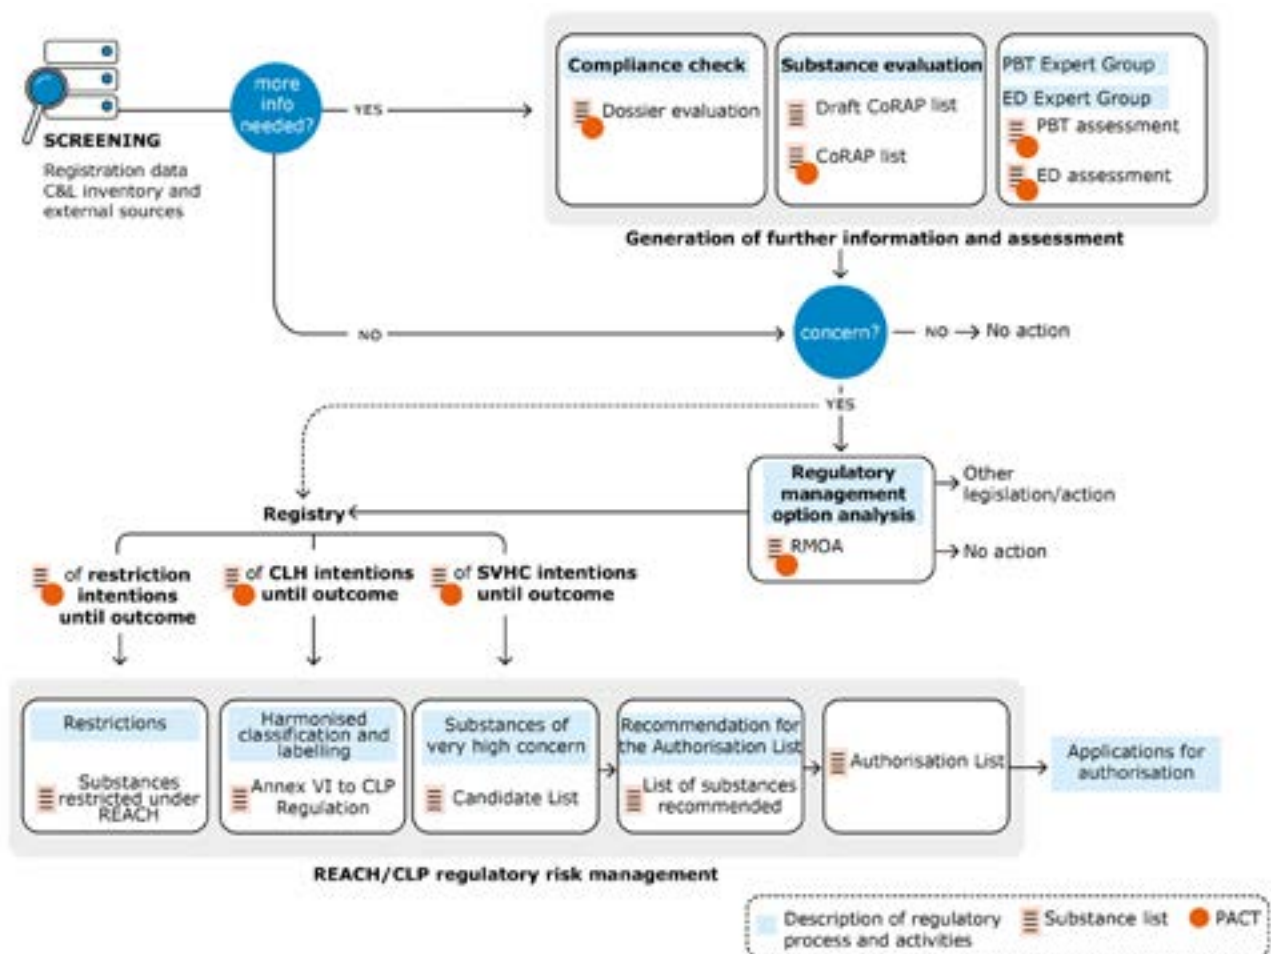 SCREENING
Registration data
C&L inventory and
external sources
more
info
needed?
YES
Compliance check
Dossier evaluation
Substance evaluation
Draft CoRAP list
CoRAP list
PBT Expert Group
ED Expert Group
PBT assessment
ED assessment
Generation of further information and assessment
NO
concern?
NO
No action
YES
Regulatory
management
option analysis
RMOA
Other
legislation/action
No action
Registry
of restriction
intentions
until outcome
of CLH intentions
until outcome
of SVHC intentions
until outcome
Restrictions
Substances
restricted under
REACH
Harmonised
classification and
labelling
Annex VI to CLP
Regulation
Substances of
very high concern
Candidate List
Recommendation for
the Authorisation List
List of substances
recommended
Authorisation List
Applications for
authorisation
REACH/CLP regulatory risk management
Description of regulatory
process and activities
Substance list
PACT